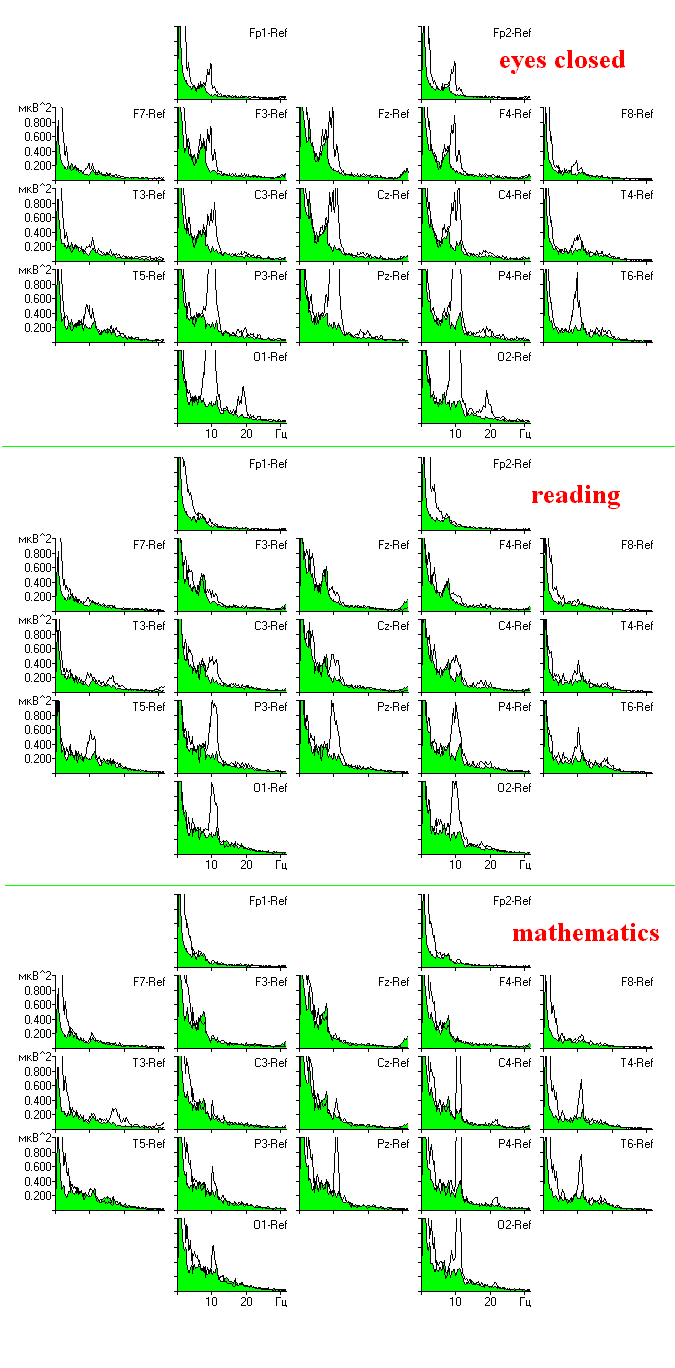 Fp1-Ref Fp2-Ref
eyes closed
мкВ^2 F7-Ref F3-Ref Fz-Ref F4-Ref F8-Ref
0.800
0.600
0.400
0.200
мкВ^2 T3-Ref C3-Ref Cz-Ref C4-Ref T4-Ref
0.800
0.600
0.400
0.200
мкВ^2 T5-Ref P3-Ref Pz-Ref P4-Ref T6-Ref
0.800
0.600
0.400
0.200
O1-Ref O2-Ref
10 20 Гц 10 20 Гц
Fp1-Ref Fp2-Ref
reading
мкВ^2 F7-Ref F3-Ref Fz-Ref F4-Ref F8-Ref
0.800
0.600
0.400
0.200
мкВ^2 T3-Ref C3-Ref Cz-Ref C4-Ref T4-Ref
0.800
0.600
0.400
0.200
мкВ^2 T5-Ref P3-Ref Pz-Ref P4-Ref T6-Ref
0.800
0.600
0.400
0.200
O1-Ref O2-Ref
10 20 Гц 10 20 Гц
Fp1-Ref Fp2-Ref
mathematics
мкВ^2 F7-Ref F3-Ref Fz-Ref F4-Ref F8-Ref
0.800
0.600
0.400
0.200
мкВ^2 T3-Ref C3-Ref Cz-Ref C4-Ref T4-Ref
0.800
0.600
0.400
0.200
мкВ^2 T5-Ref P3-Ref Pz-Ref P4-Ref T6-Ref
0.800
0.600
0.400
0.200
O1-Ref O2-Ref
10 20 Гц 10 20 Гц